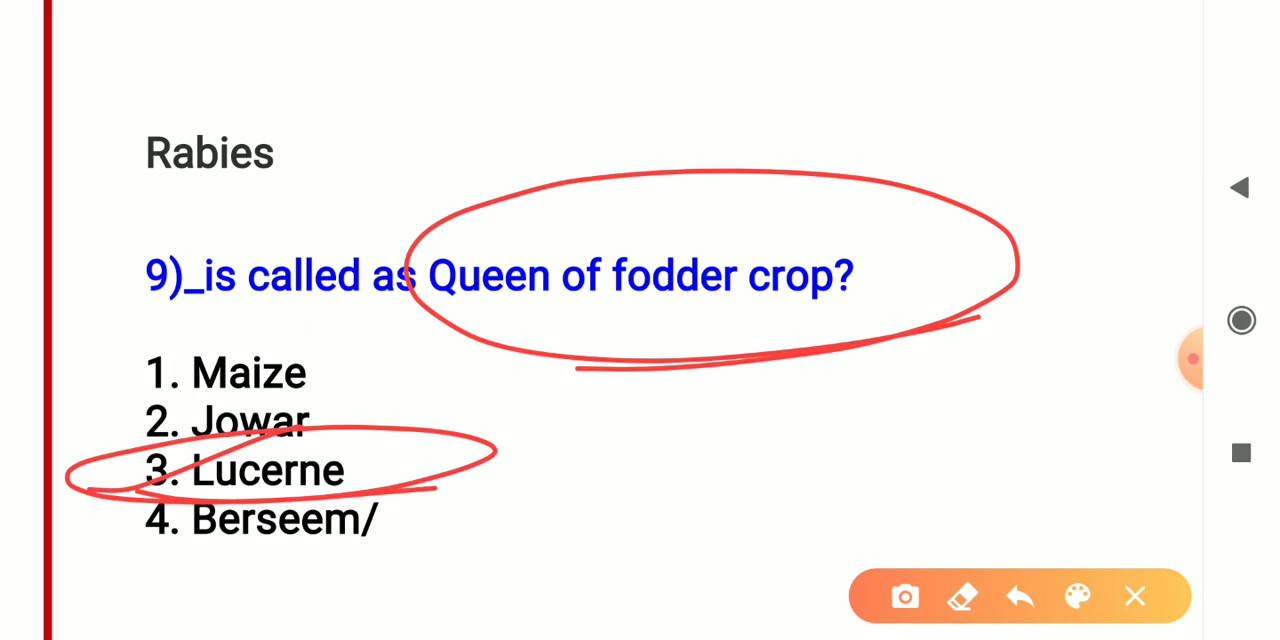 Rabies
9)_is called as Queen of fodder crop?
1. Maize
2. Jowar
3. Lucerne
4. Berseem/